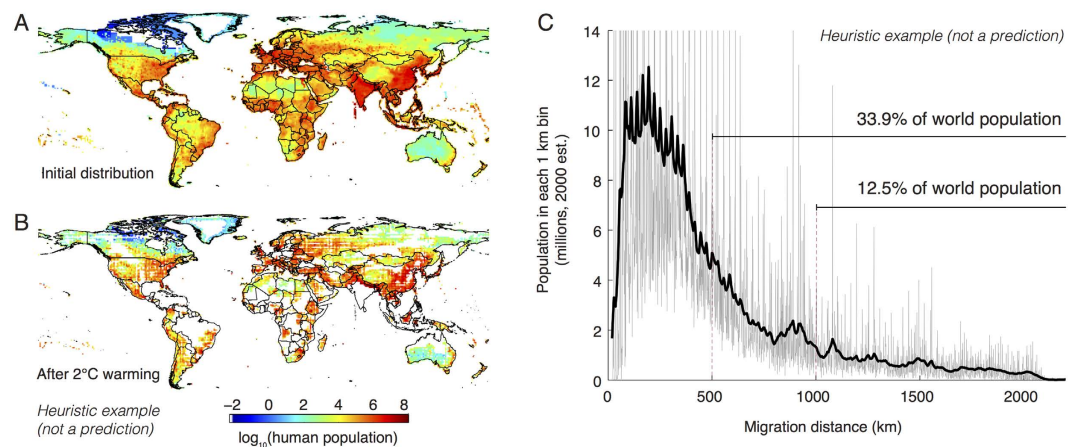 A
Initial distribution
B
After 2°C warming
Heuristic example
(not a prediction)
−2 0 2 4 6 8
log10(human population)
C
Heuristic example (not a prediction)
33.9% of world population
12.5% of world population
Population in each 1 km bin
(millions, 2000 est.)
14
12
10
8
6
4
2
0
0 500 1000 1500 2000
Migration distance (km)